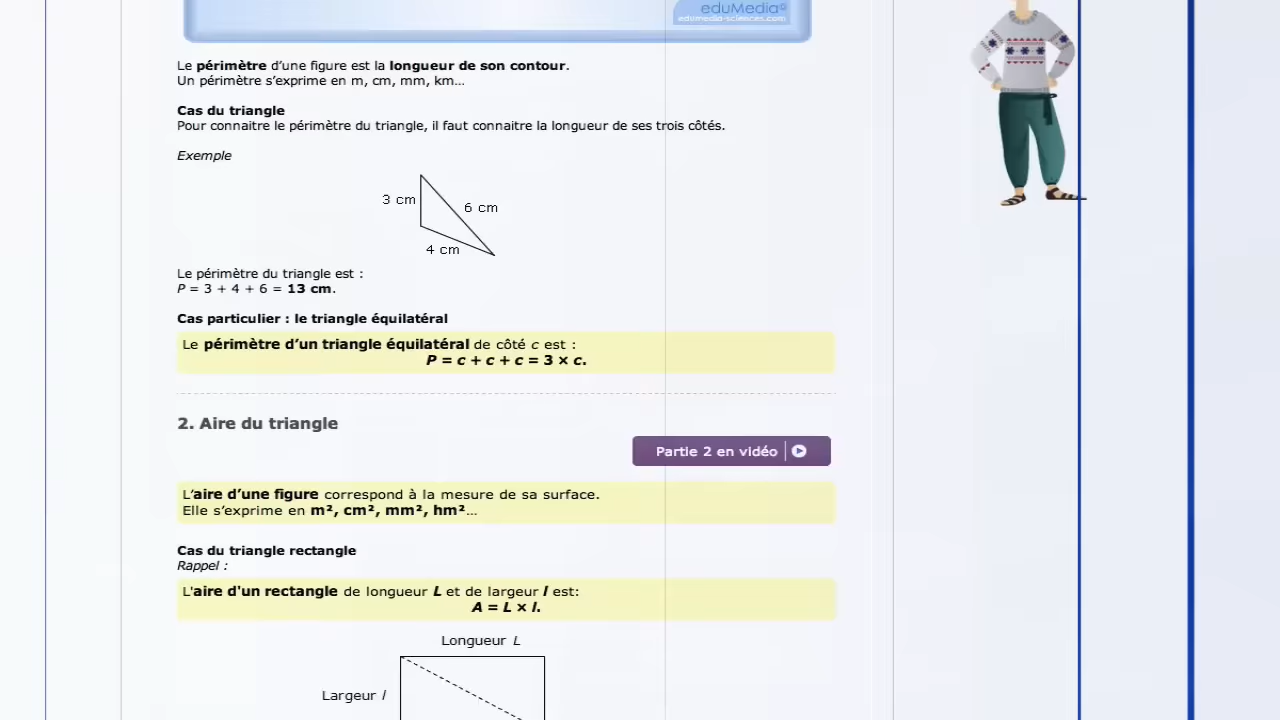 eduMedia©
edumedia-sciences.com
Le périmètre d’une figure est la longueur de son contour.
Un périmètre s’exprime en m, cm, mm, km…
Cas du triangle
Pour connaitre le périmètre du triangle, il faut connaitre la longueur de ses trois côtés.
Exemple
3 cm
6 cm
4 cm
Le périmètre du triangle est :
P = 3 + 4 + 6 = 13 cm.
Cas particulier : le triangle équilatéral
Le périmètre d’un triangle équilatéral de côté c est :
P = c + c + c = 3 × c.
2. Aire du triangle
Partie 2 en vidéo
L’aire d’une figure correspond à la mesure de sa surface.
Elle s’exprime en m², cm², mm², hm²…
Cas du triangle rectangle
Rappel :
L'aire d'un rectangle de longueur L et de largeur l est:
A = L × l.
Longueur L
Largeur l